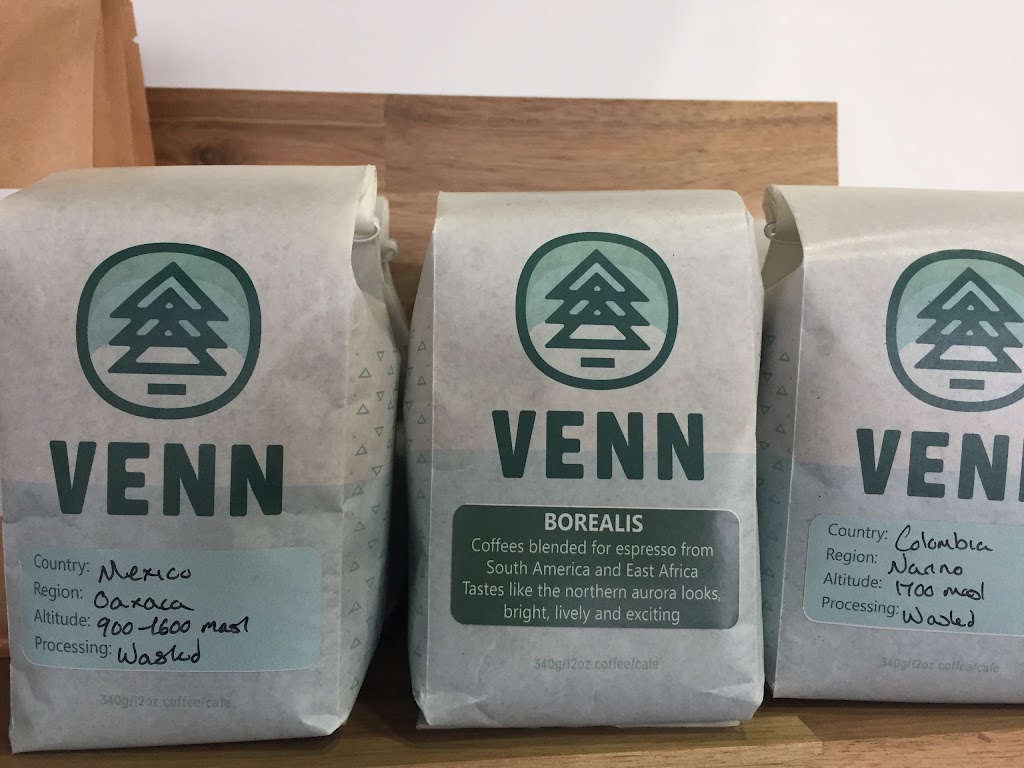 VENN
Country: Mexico
Region: Oaxaca
Altitude: 900-1600 masl
Processing: Washed
340g/12oz coffee/café
VENN
BOREALIS
Coffees blended for espresso from
South America and East Africa
Tastes like the northern aurora looks,
bright, lively and exciting
340g/12oz coffee/café
VENN
Country: Colombia
Region: Narino
Altitude: 1700 masl
Processing: Washed
340g/12oz coffee/café